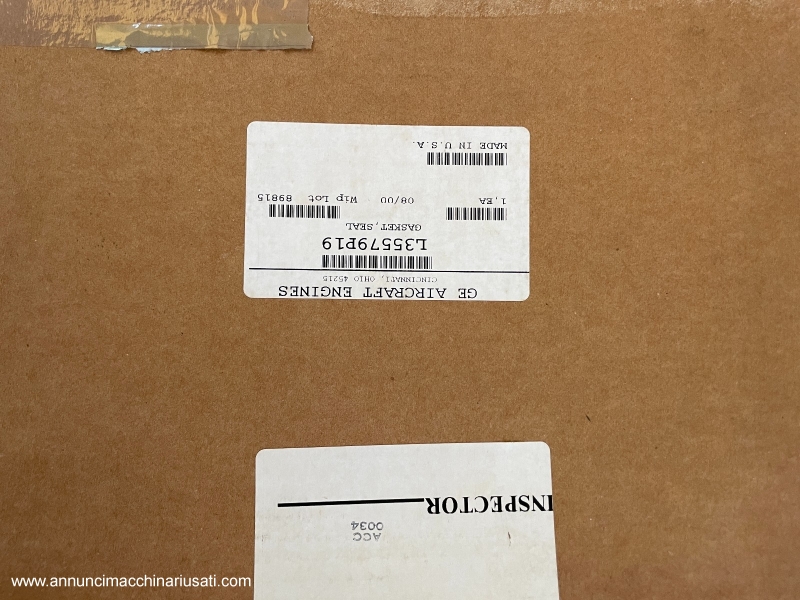 GE AIRCRAFT ENGINES
CINCINNATI, OHIO 45215
L35579P19
GASKET,SEAL
1,EA 08/00 Wip Lot 89815
MADE IN U.S.A.
INSPECTOR
ACC
0034
www.annuncimacchinariusati.com